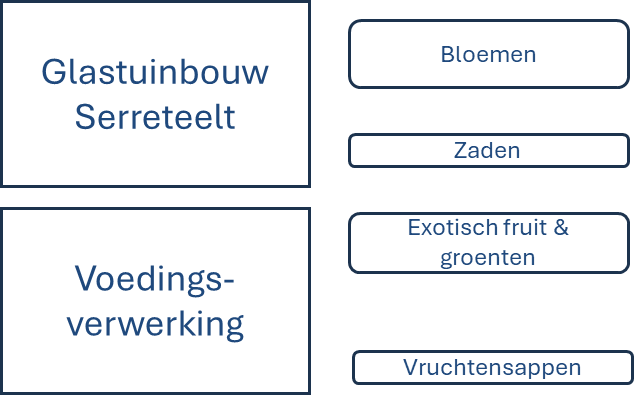 Glastuinbouw
Serreteelt
Bloemen
Zaden
Voedings-
verwerking
Exotisch fruit &
groenten
Vruchtensappen